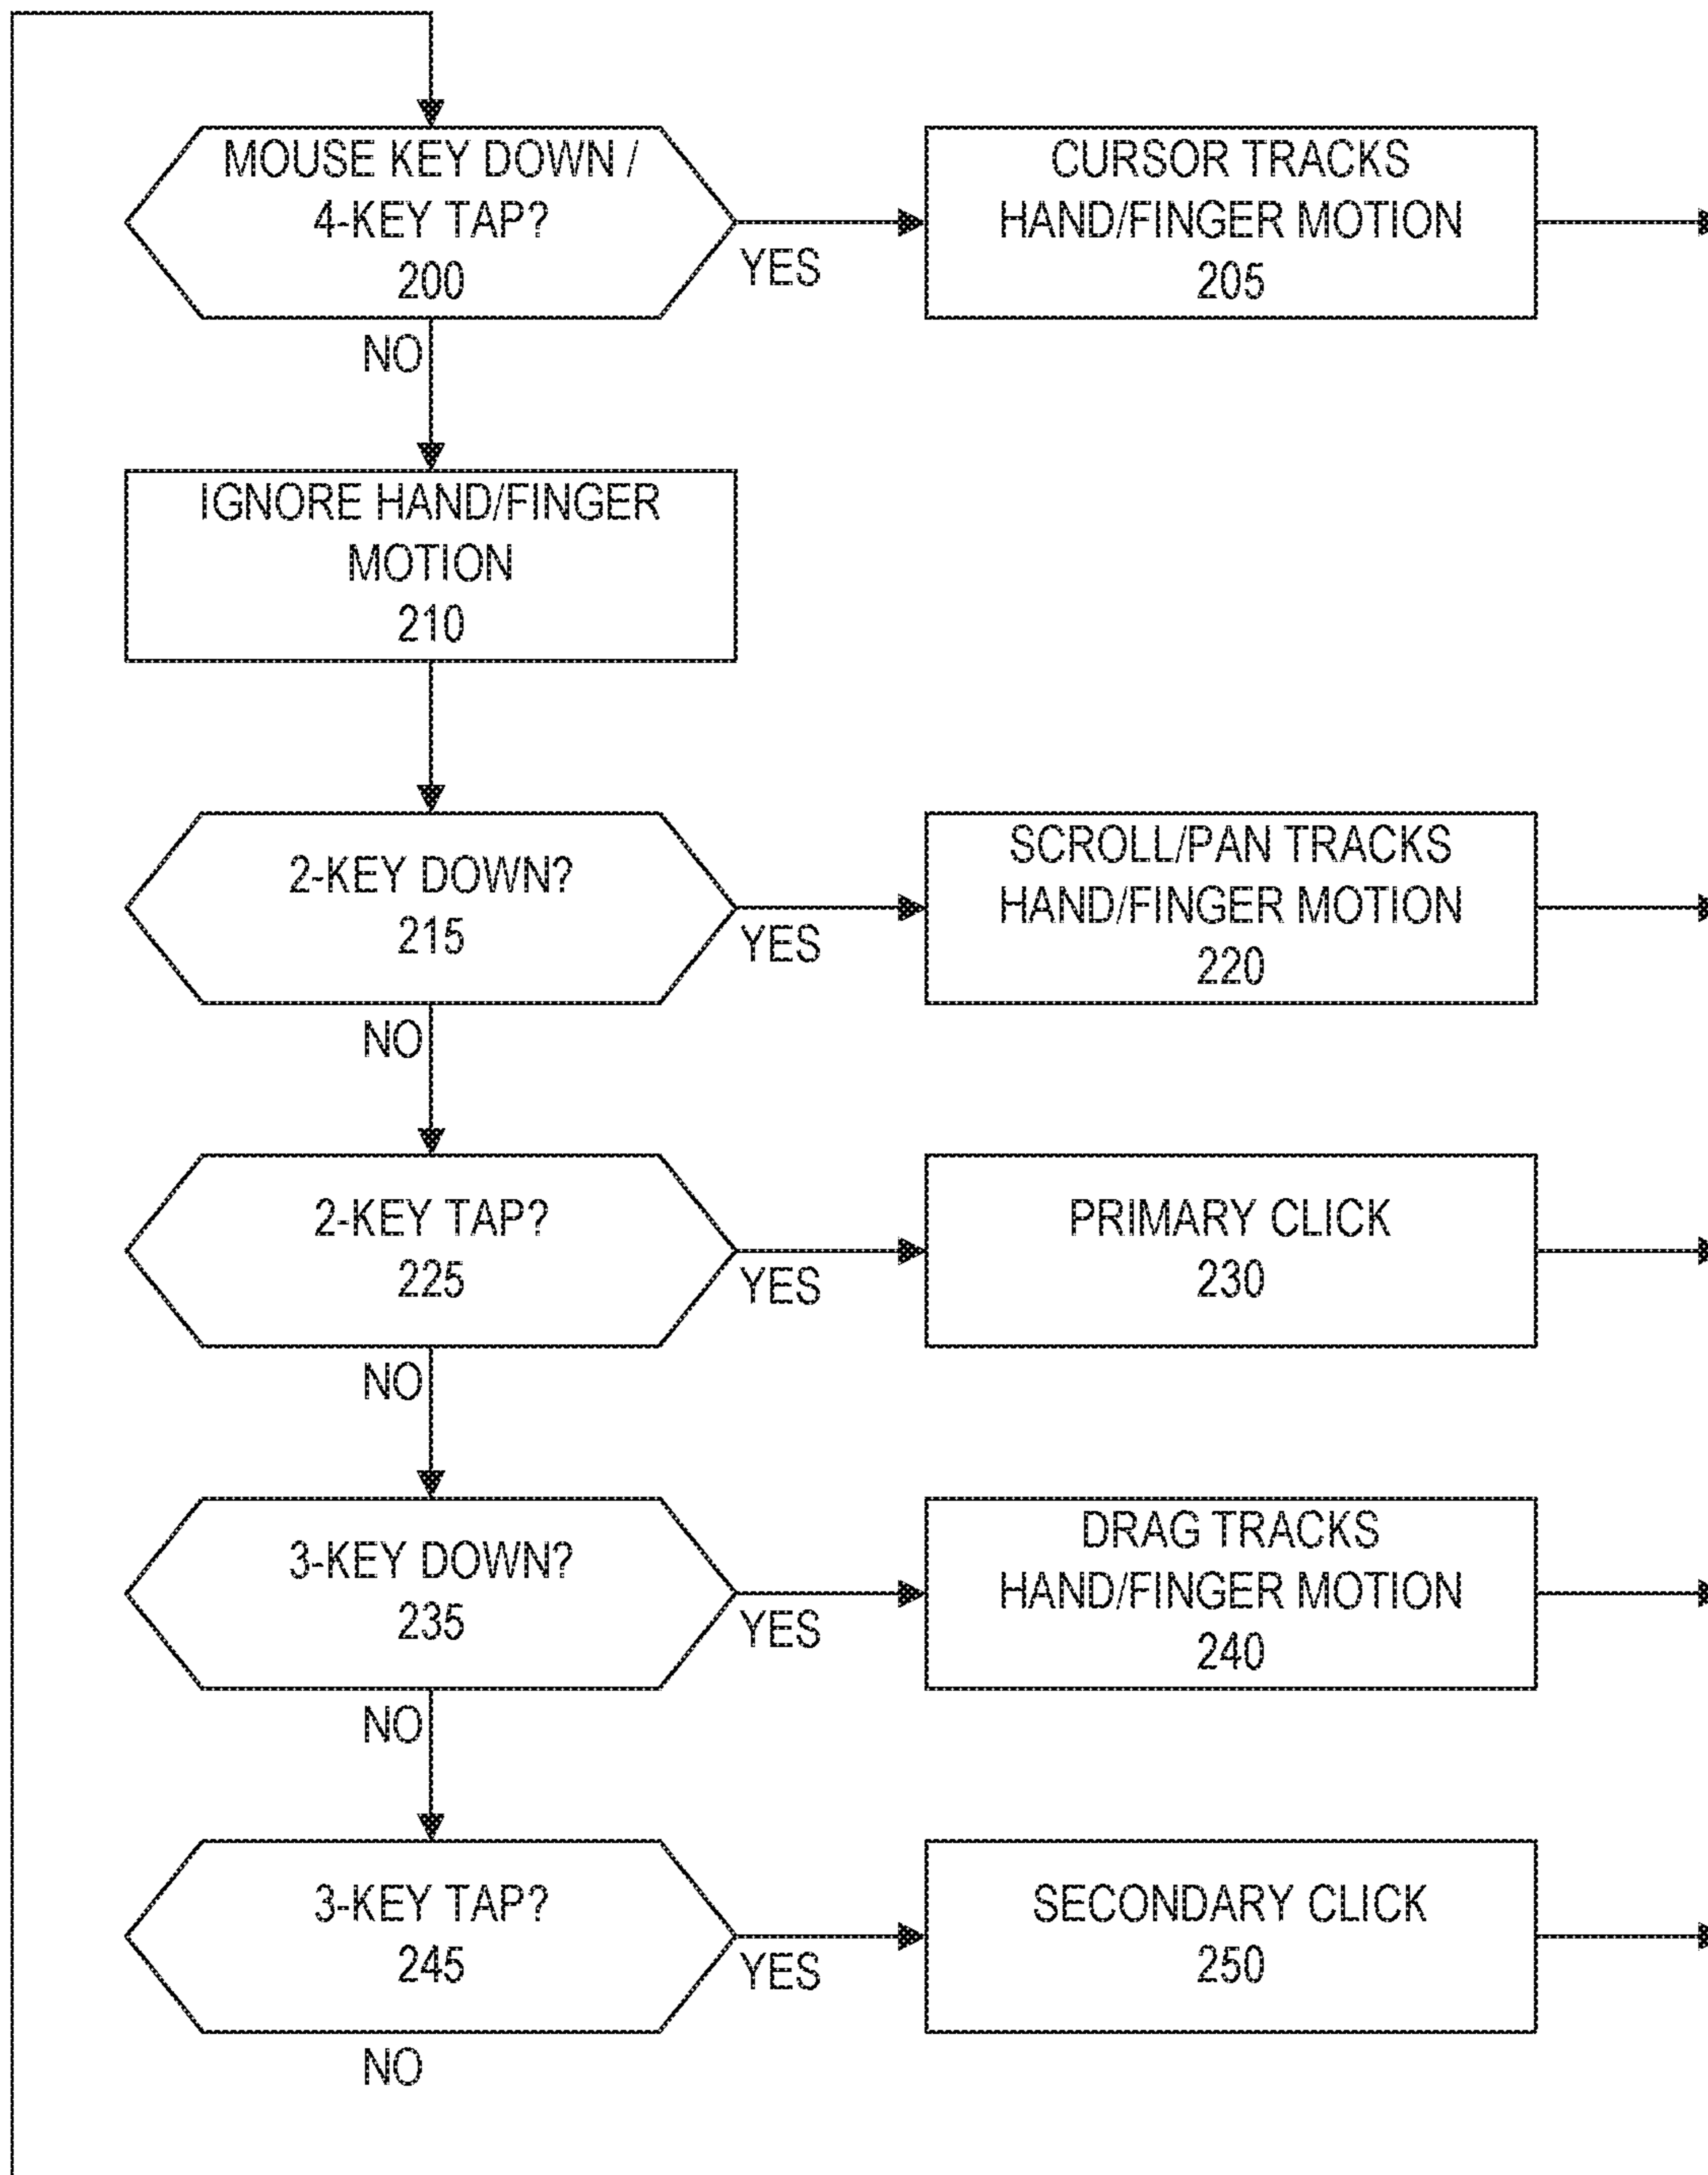 MOUSE KEY DOWN /
4-KEY TAP?
200
YES
NO
CURSOR TRACKS
HAND/FINGER MOTION
205
IGNORE HAND/FINGER
MOTION
210
2-KEY DOWN?
215
YES
NO
SCROLL/PAN TRACKS
HAND/FINGER MOTION
220
2-KEY TAP?
225
YES
NO
PRIMARY CLICK
230
3-KEY DOWN?
235
YES
NO
DRAG TRACKS
HAND/FINGER MOTION
240
3-KEY TAP?
245
YES
NO
SECONDARY CLICK
250